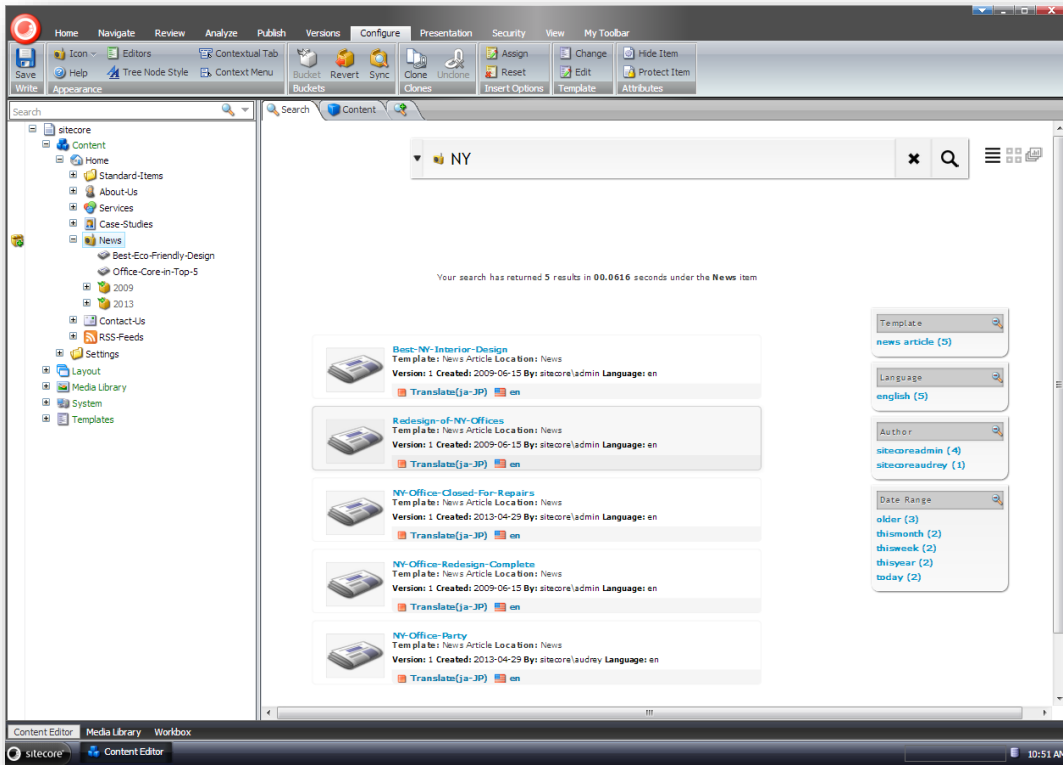 Home Navigate Review Analyze Publish Versions Configure Presentation Security View My Toolbar
Save
Write
Icon
Help
Editors
Tree Node Style
Contextual Tab
Context Menu
Appearance
Bucket Revert Sync
Buckets
Clone Unclone
Clones
Assign
Reset
Insert Options
Change
Edit
Template
Hide Item
Protect Item
Attributes
Search
sitecore
Content
Home
Standard-Items
About-Us
Services
Case-Studies
News
Best-Eco-Friendly-Design
Office-Core-in-Top-5
2009
2013
Contact-Us
RSS-Feeds
Settings
Layout
Media Library
System
Templates
Search Content
NY
Your search has returned 5 results in 00.0616 seconds under the News item
Best-NY-Interior-Design
Template: News Article Location: News
Version: 1 Created: 2009-06-15 By: sitecore\admin Language: en
Translate(ja-JP) en
Redesign-of-NY-Offices
Template: News Article Location: News
Version: 1 Created: 2009-06-15 By: sitecore\admin Language: en
Translate(ja-JP) en
NY-Office-Closed-For-Repairs
Template: News Article Location: News
Version: 1 Created: 2013-04-29 By: sitecore\admin Language: en
Translate(ja-JP) en
NY-Office-Redesign-Complete
Template: News Article Location: News
Version: 1 Created: 2009-06-15 By: sitecore\admin Language: en
Translate(ja-JP) en
NY-Office-Party
Template: News Article Location: News
Version: 1 Created: 2013-04-29 By: sitecore\audrey Language: en
Translate(ja-JP) en
Template
news article (5)
Language
english (5)
Author
sitecoreadmin (4)
sitecoreaudrey (1)
Date Range
older (3)
thismonth (2)
thisweek (2)
thisyear (2)
today (2)
Content Editor Media Library Workbox
sitecore Content Editor 10:51 AM